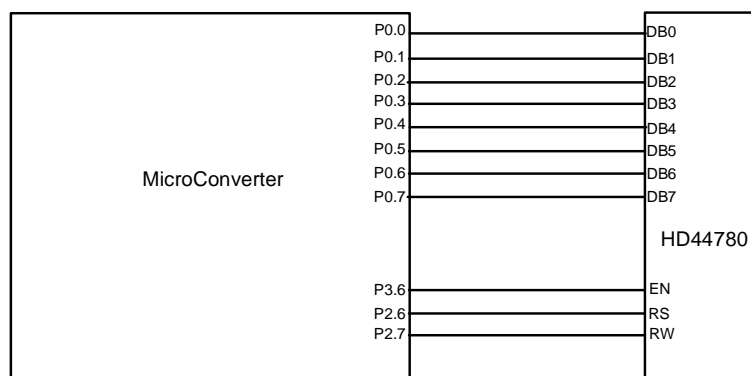 P0.0 DB0
P0.1 DB1
P0.2 DB2
P0.3 DB3
P0.4 DB4
P0.5 DB5
MicroConverter P0.6 DB6
P0.7 DB7
HD44780
P3.6 EN
P2.6 RS
P2.7 RW